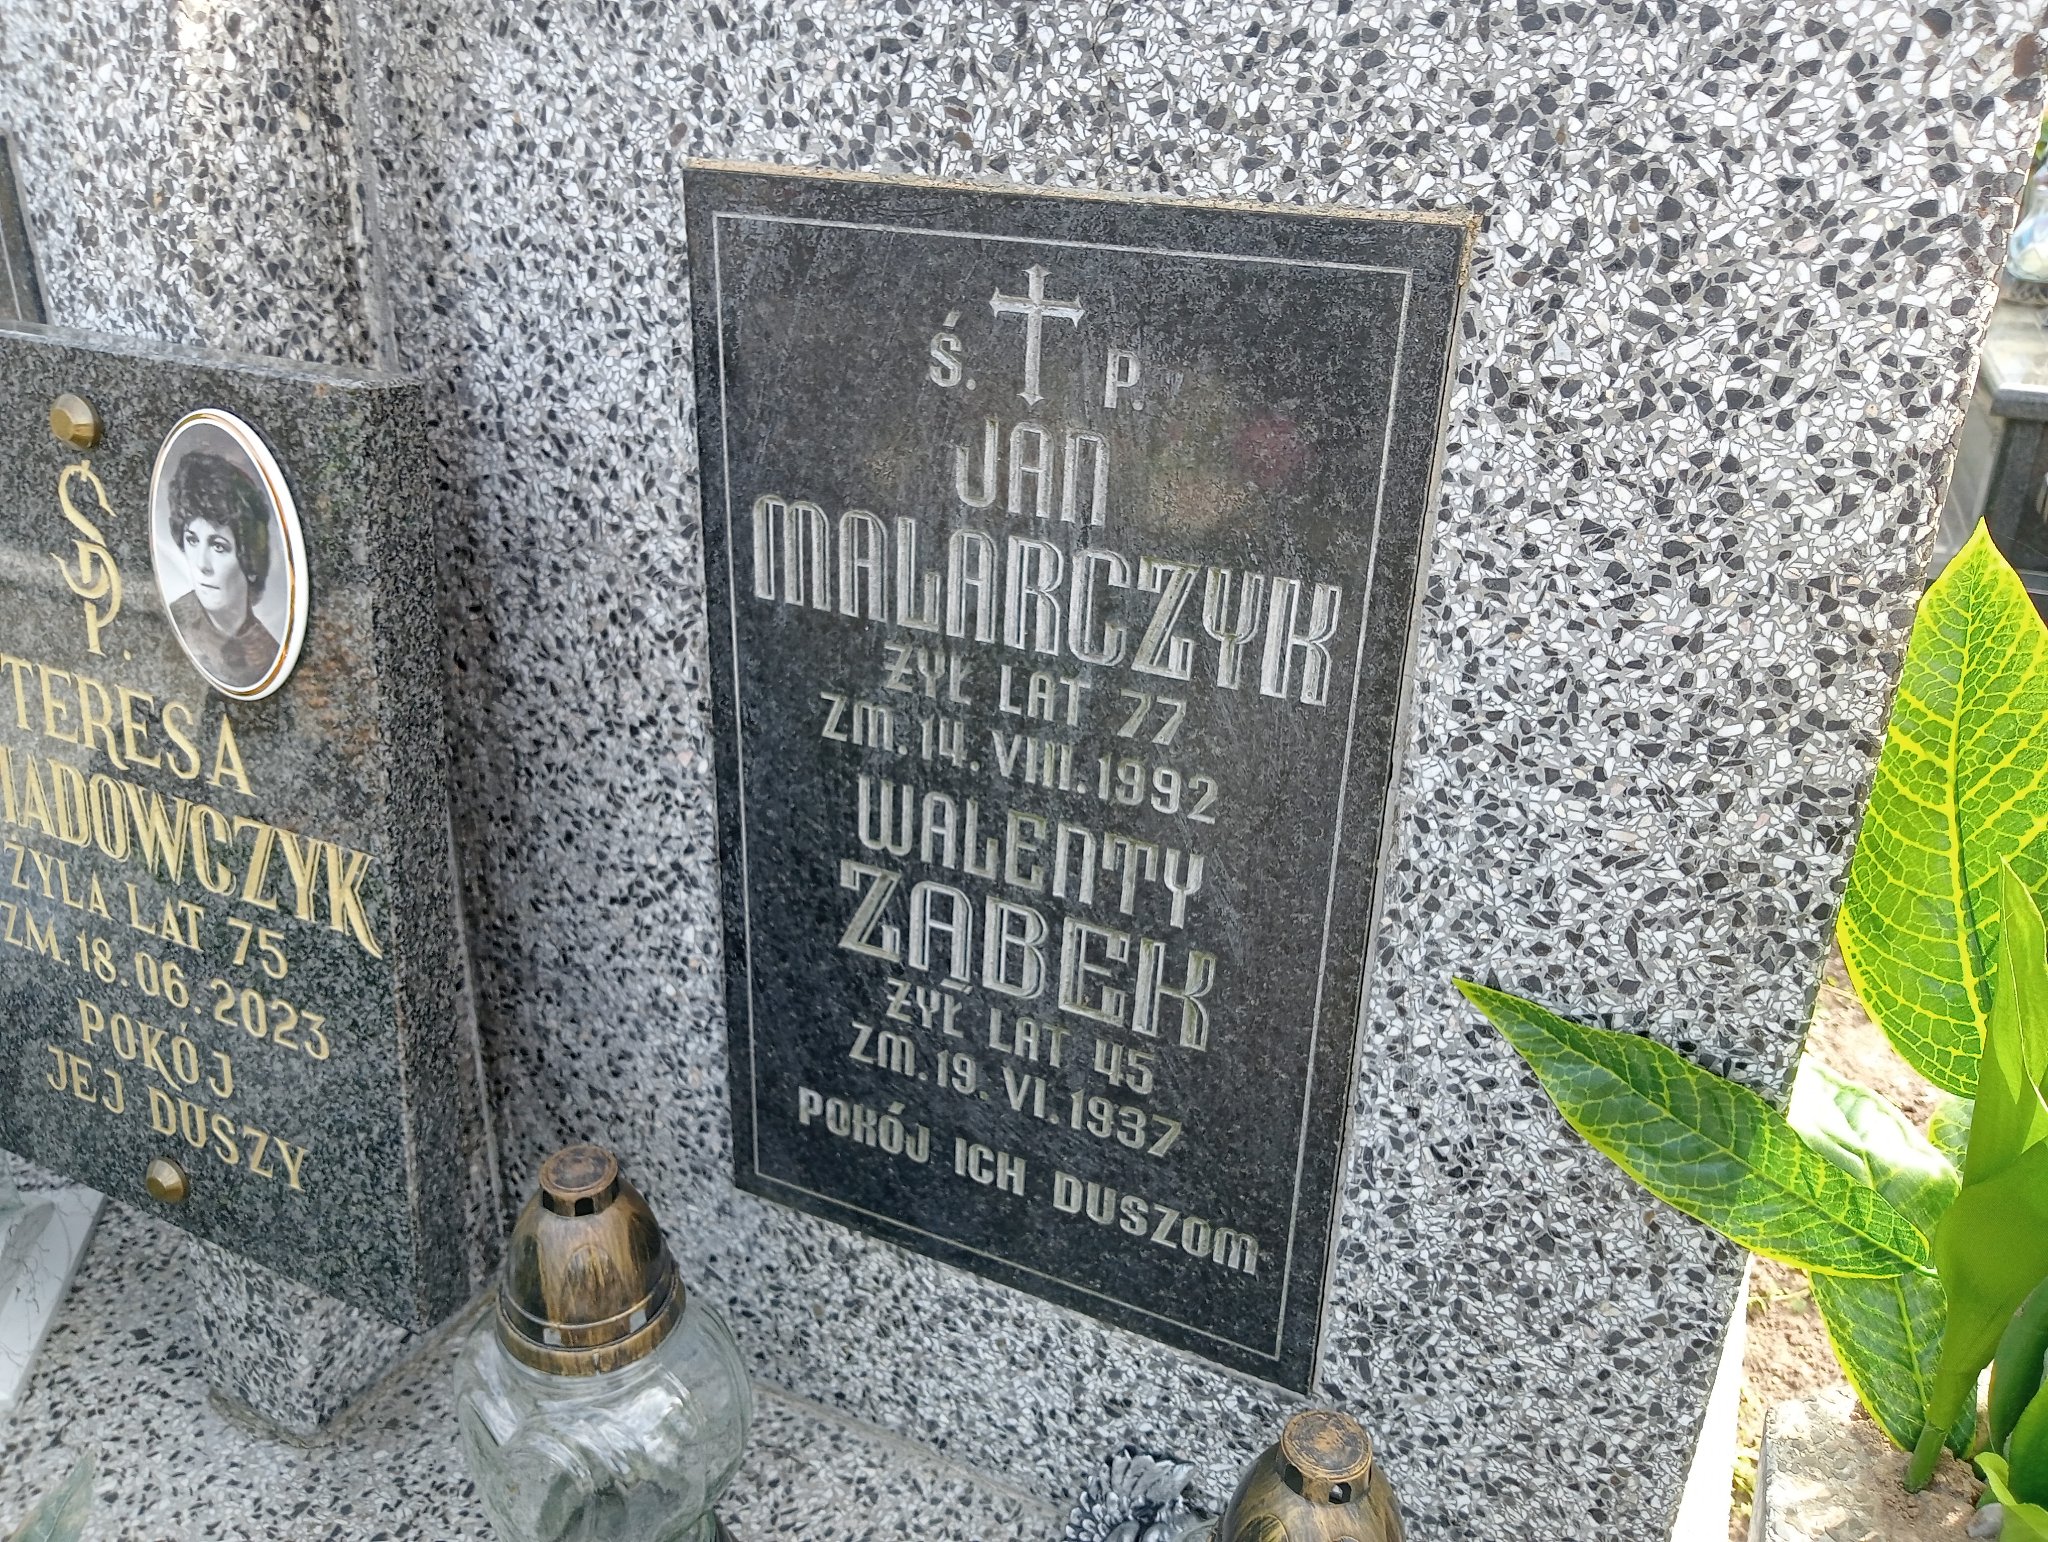 Ś.P.
TERESA
ŻYŁA LAT 75
ZM.18.06.2023
POKÓJ
JEJ DUSZY
Ś. P.
JAN
MALARCZYK
ŻYŁ LAT 77
ZM.14.VIII.1992
WALENTY
ZĄBEK
ŻYŁ LAT 45
ZM.19.VI.1937
POKÓJ ICH DUSZOM